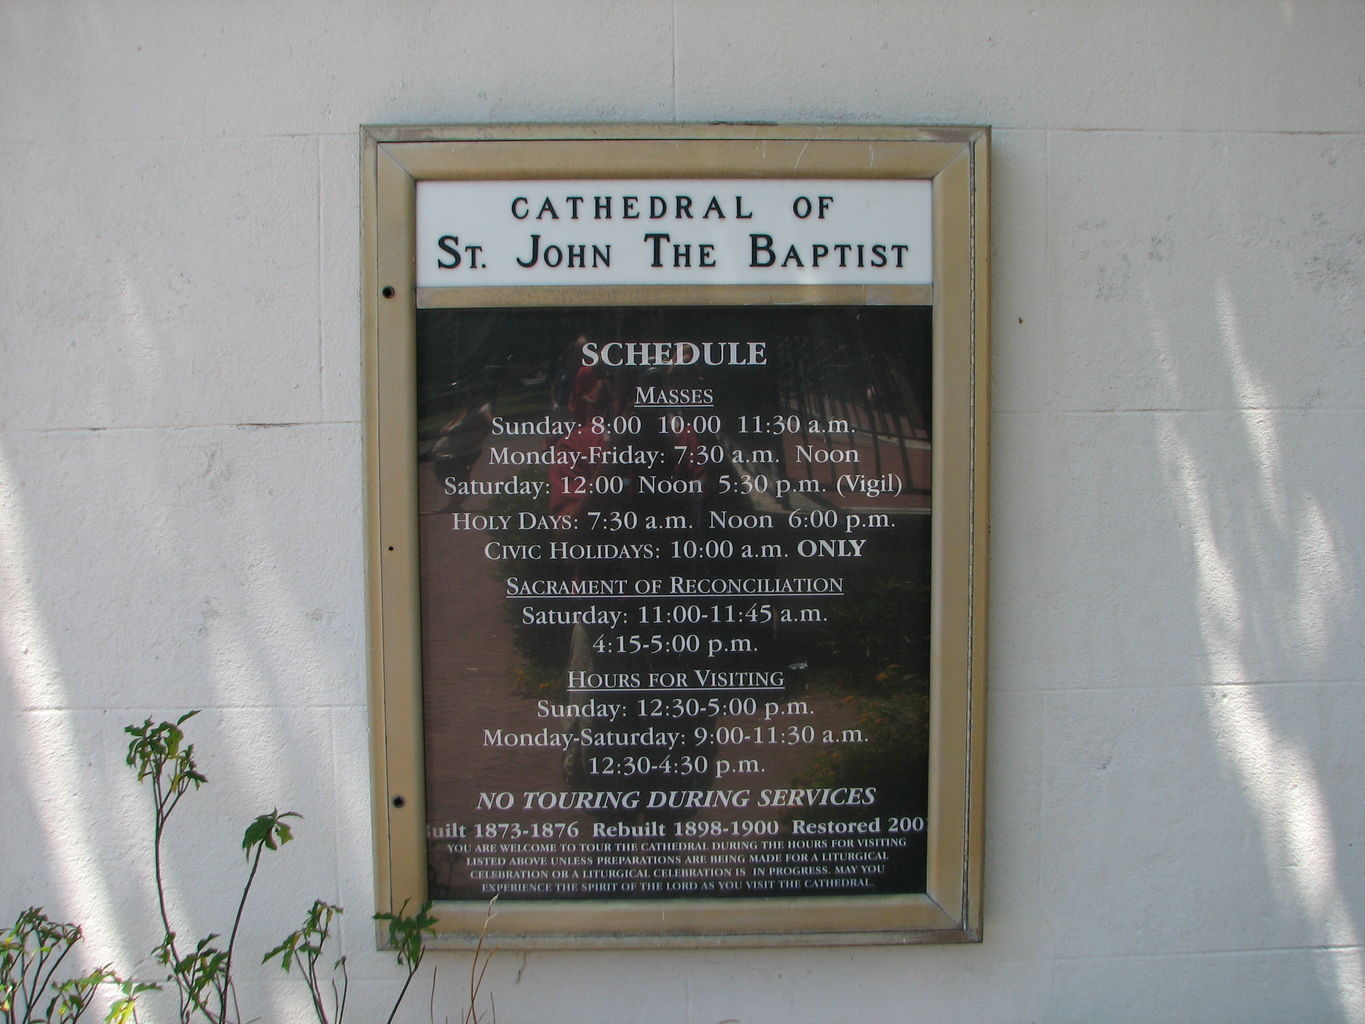 CATHEDRAL OF
ST. JOHN THE BAPTIST
SCHEDULE
MASSES
Sunday: 8:00 10:00 11:30 a.m.
Monday-Friday: 7:30 a.m. Noon
Saturday: 12:00 Noon 5:30 p.m. (Vigil)
HOLY DAYS: 7:30 a.m. Noon 6:00 p.m.
CIVIC HOLIDAYS: 10:00 a.m. ONLY
SACRAMENT OF RECONCILIATION
Saturday: 11:00-11:45 a.m.
4:15-5:00 p.m.
HOURS FOR VISITING
Sunday: 12:30-5:00 p.m.
Monday-Saturday: 9:00-11:30 a.m.
12:30-4:30 p.m.
NO TOURING DURING SERVICES
uilt 1873-1876 Rebuilt 1898-1900 Restored 200
YOU ARE WELCOME TO TOUR THE CATHEDRAL DURING THE HOURS FOR VISITING
LISTED ABOVE UNLESS PREPARATIONS ARE BEING MADE FOR A LITURGICAL
CELEBRATION OR A LITURGICAL CELEBRATION IS IN PROGRESS. MAY YOU
EXPERIENCE THE SPIRIT OF THE LORD AS YOU VISIT THE CATHEDRAL.